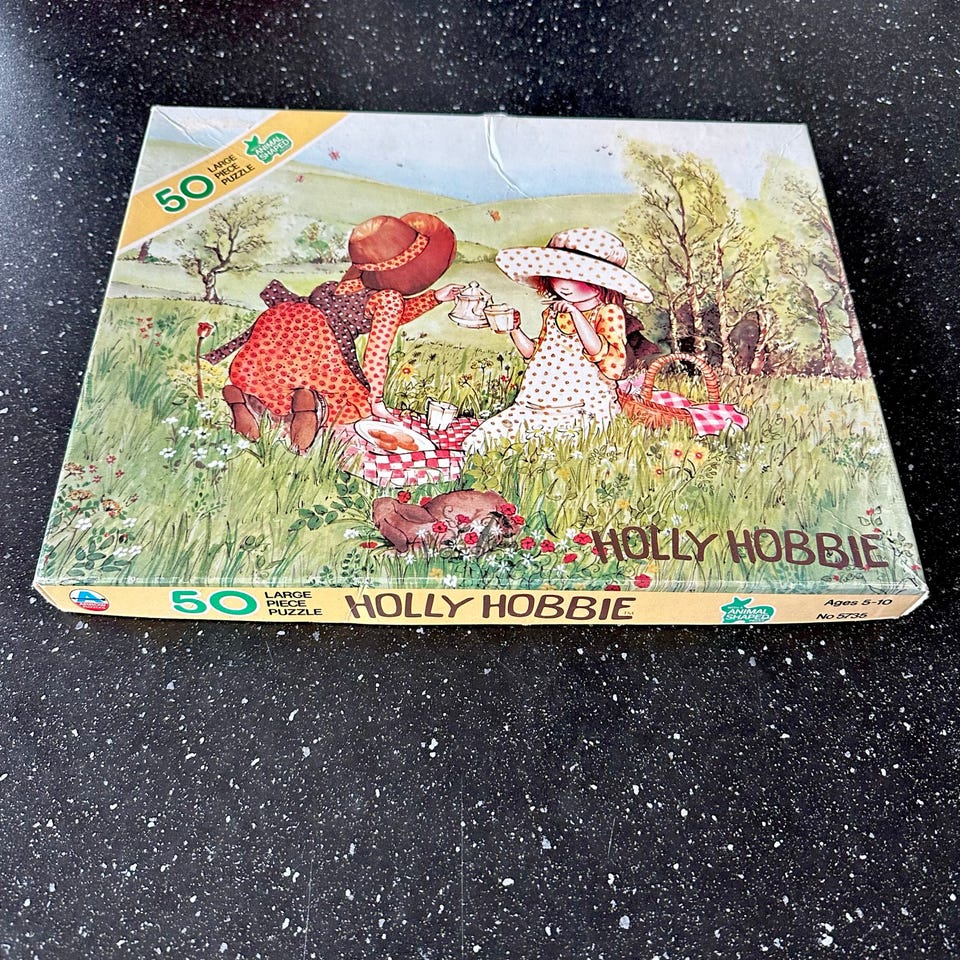 50
LARGE
PIECE
PUZZLE
ANIMAL
SHAPED
HOLLY HOBBIE
50
LARGE
PIECE
PUZZLE
HOLLY HOBBIE™
ANIMAL
SHAPED
Ages 5-10
No 5735